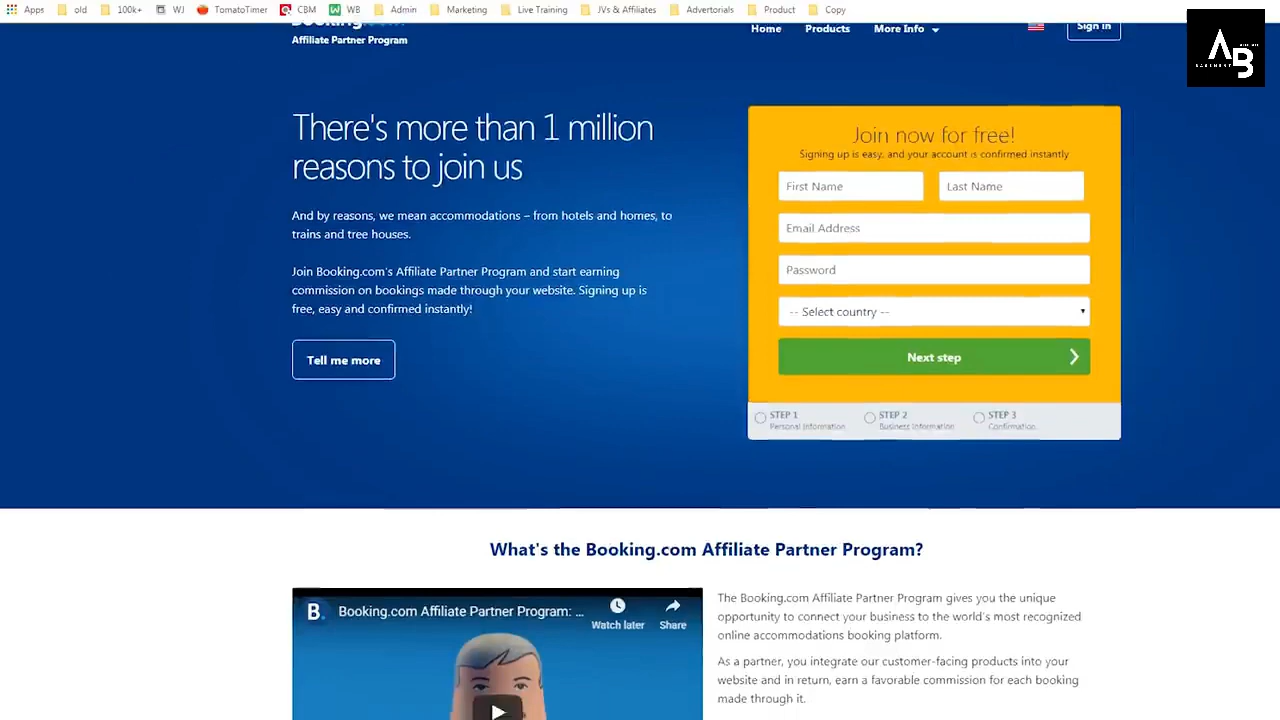 Apps old 100k+ WJ TomatoTimer CBM WB Admin Marketing Live Training JVs & Affiliates Advertorials Product Copy
Booking.com
Affiliate Partner Program
Home Products More Info Sign in
AB
There's more than 1 million
reasons to join us
And by reasons, we mean accommodations – from hotels and homes, to
trains and tree houses.
Join Booking.com's Affiliate Partner Program and start earning
commission on bookings made through your website. Signing up is
free, easy and confirmed instantly!
Tell me more
Join now for free!
Signing up is easy, and your account is confirmed instantly
First Name Last Name
Email Address
Password
-- Select country --
Next step
STEP 1 STEP 2 STEP 3
Personal Information Business Information Confirmation
What's the Booking.com Affiliate Partner Program?
B. Booking.com Affiliate Partner Program: ...
Watch later Share
The Booking.com Affiliate Partner Program gives you the unique
opportunity to connect your business to the world's most recognized
online accommodations booking platform.
As a partner, you integrate our customer-facing products into your
website and in return, earn a favorable commission for each booking
made through it.